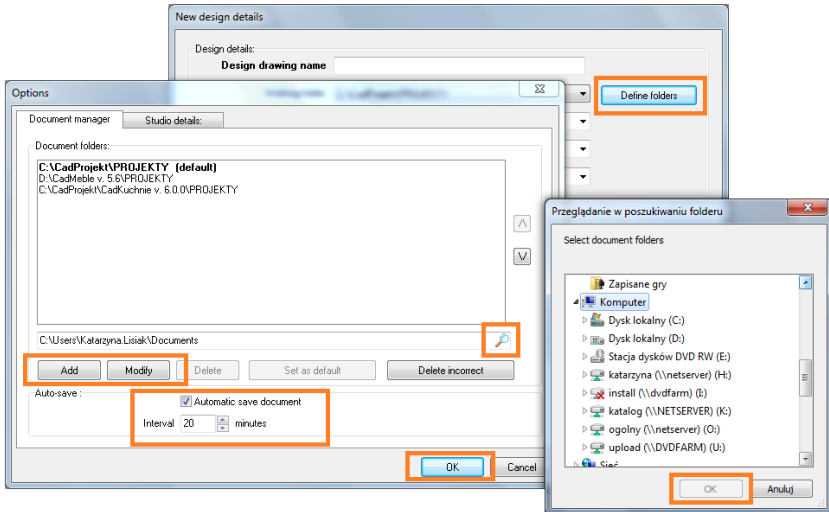 New design details
Design details:
Design drawing name
Define folders
Options
Document manager
Studio details:
Document folders:
C:\CadProjekt\PROJEKTY (default)
D:\CadMeble v. 5.6\PROJEKTY
C:\CadProjekt\CadKuchnie v. 6.0.0\PROJEKTY
C:\Users\Katarzyna.Lisiak\Documents
Add Modify Delete Set as default Delete incorrect
Auto-save :
Automatic save document
Interval 20 minutes
OK Cancel
Przeglądanie w poszukiwaniu folderu
Select document folders
Zapisane gry
Komputer
Dysk lokalny (C:)
Dysk lokalny (D:)
Stacja dysków DVD RW (E:)
katarzyna (\\netserver) (H:)
install (\\dvdfarm) (I:)
katalog (\\NETSERVER) (K:)
ogolny (\\netserver) (O:)
upload (\\DVDFARM) (U:)
Sieć
OK Anuluj